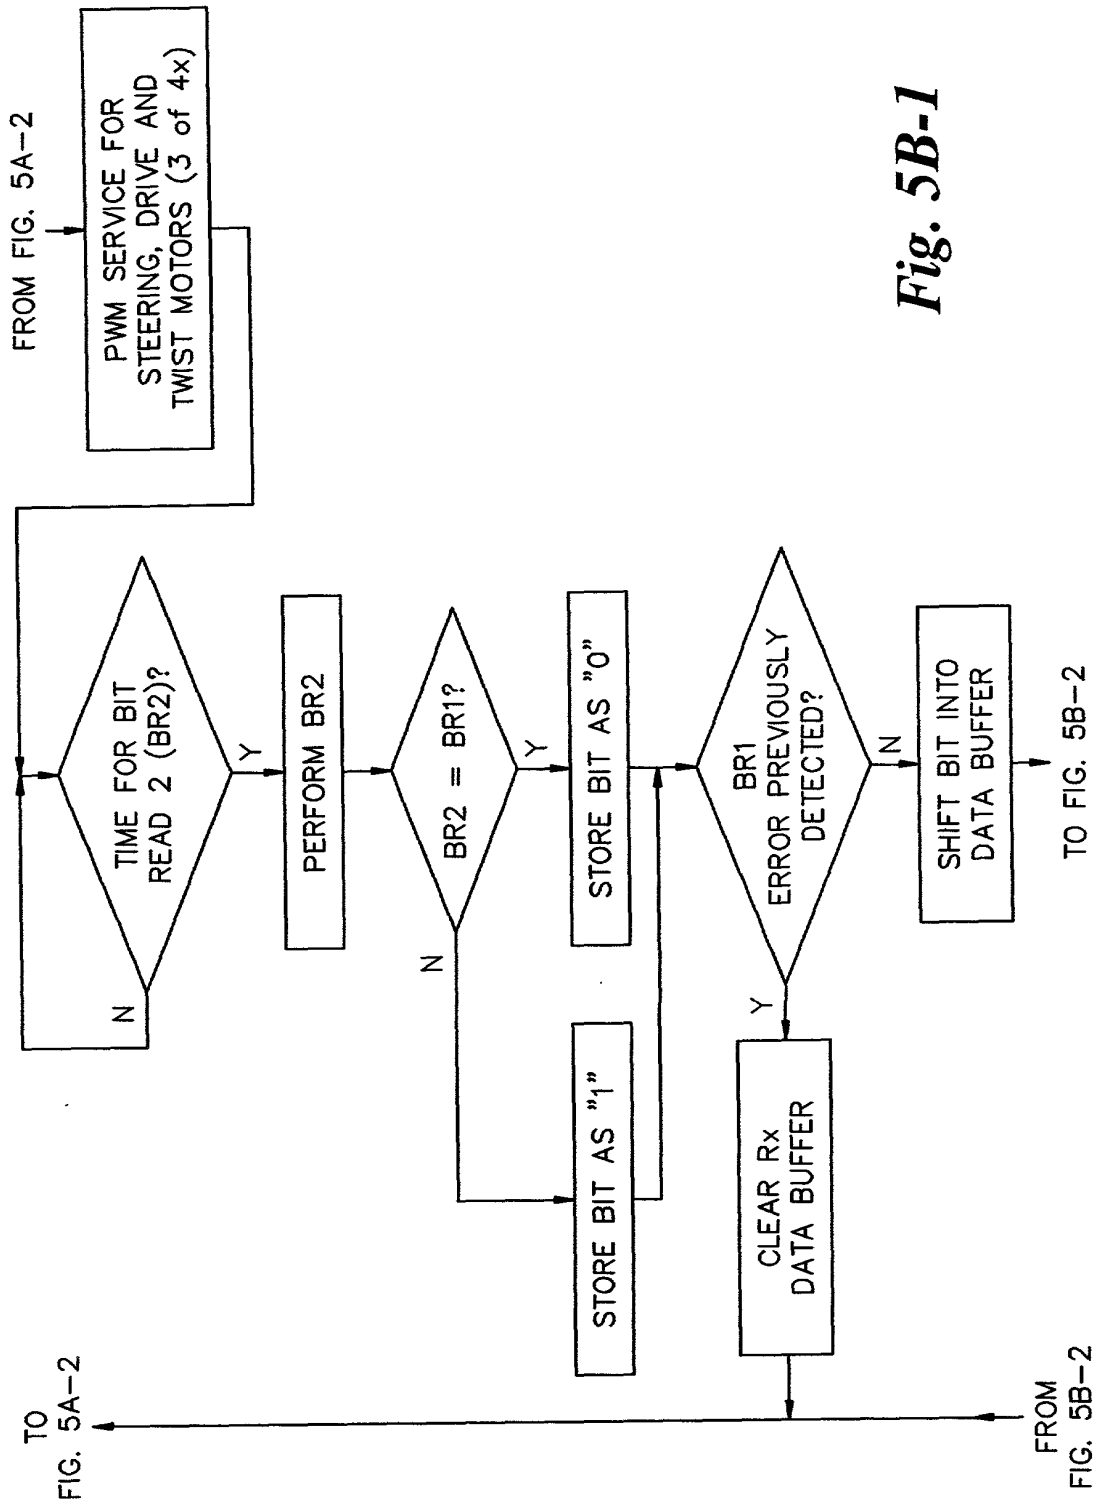 FROM FIG. 5A-2
PWM SERVICE FOR
STEERING, DRIVE AND
TWIST MOTORS (3 of 4x)
TIME FOR BIT
READ 2 (BR2)?
N
Y
PERFORM BR2
BR2 = BR1?
N
Y
STORE BIT AS "0"
STORE BIT AS "1"
BR1
ERROR PREVIOUSLY
DETECTED?
Y
N
CLEAR Rx
DATA BUFFER
SHIFT BIT INTO
DATA BUFFER
TO FIG. 5B-2
TO
FIG. 5A-2
FROM
FIG. 5B-2
Fig. 5B-1